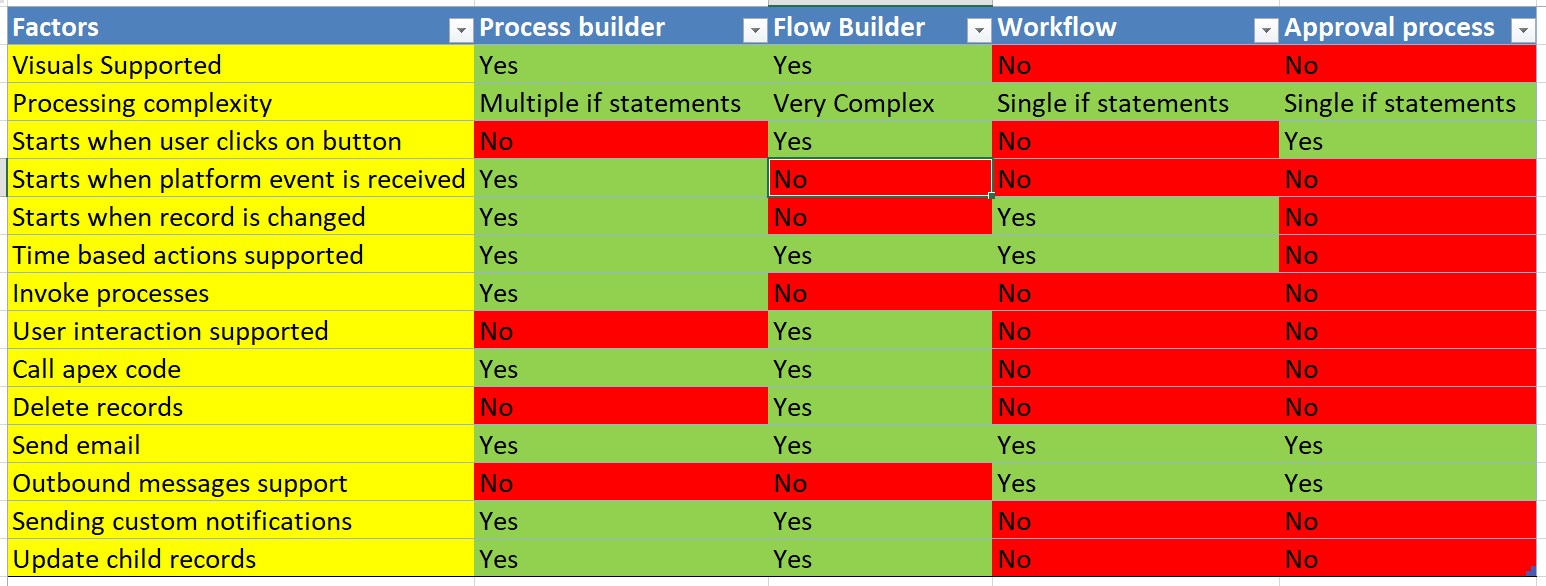 Factors Process builder Flow Builder Workflow Approval process
Visuals Supported Yes Yes No No
Processing complexity Multiple if statements Very Complex Single if statements Single if statements
Starts when user clicks on button No Yes No Yes
Starts when platform event is received Yes No No No
Starts when record is changed Yes No Yes No
Time based actions supported Yes Yes Yes No
Invoke processes Yes No No No
User interaction supported No Yes No No
Call apex code Yes Yes No No
Delete records No Yes No No
Send email Yes Yes Yes Yes
Outbound messages support No No Yes Yes
Sending custom notifications Yes Yes No No
Update child records Yes Yes No No